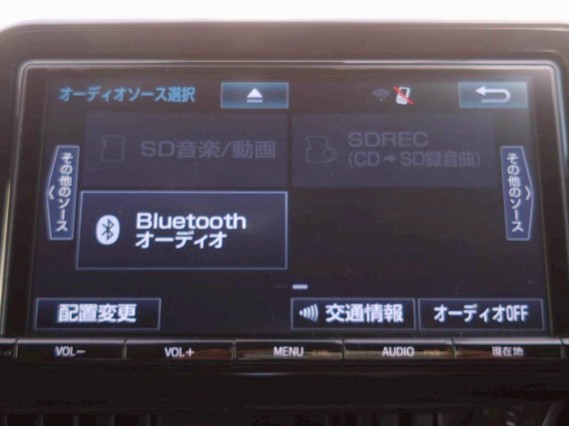 オーディオソース選択
SD音楽/動画
SDREC
(CD→SD録音曲)
その他のソース
その他のソース
Bluetooth
オーディオ
配置変更
交通情報
オーディオOFF
VOL−
VOL+
MENU
AUDIO
現在地